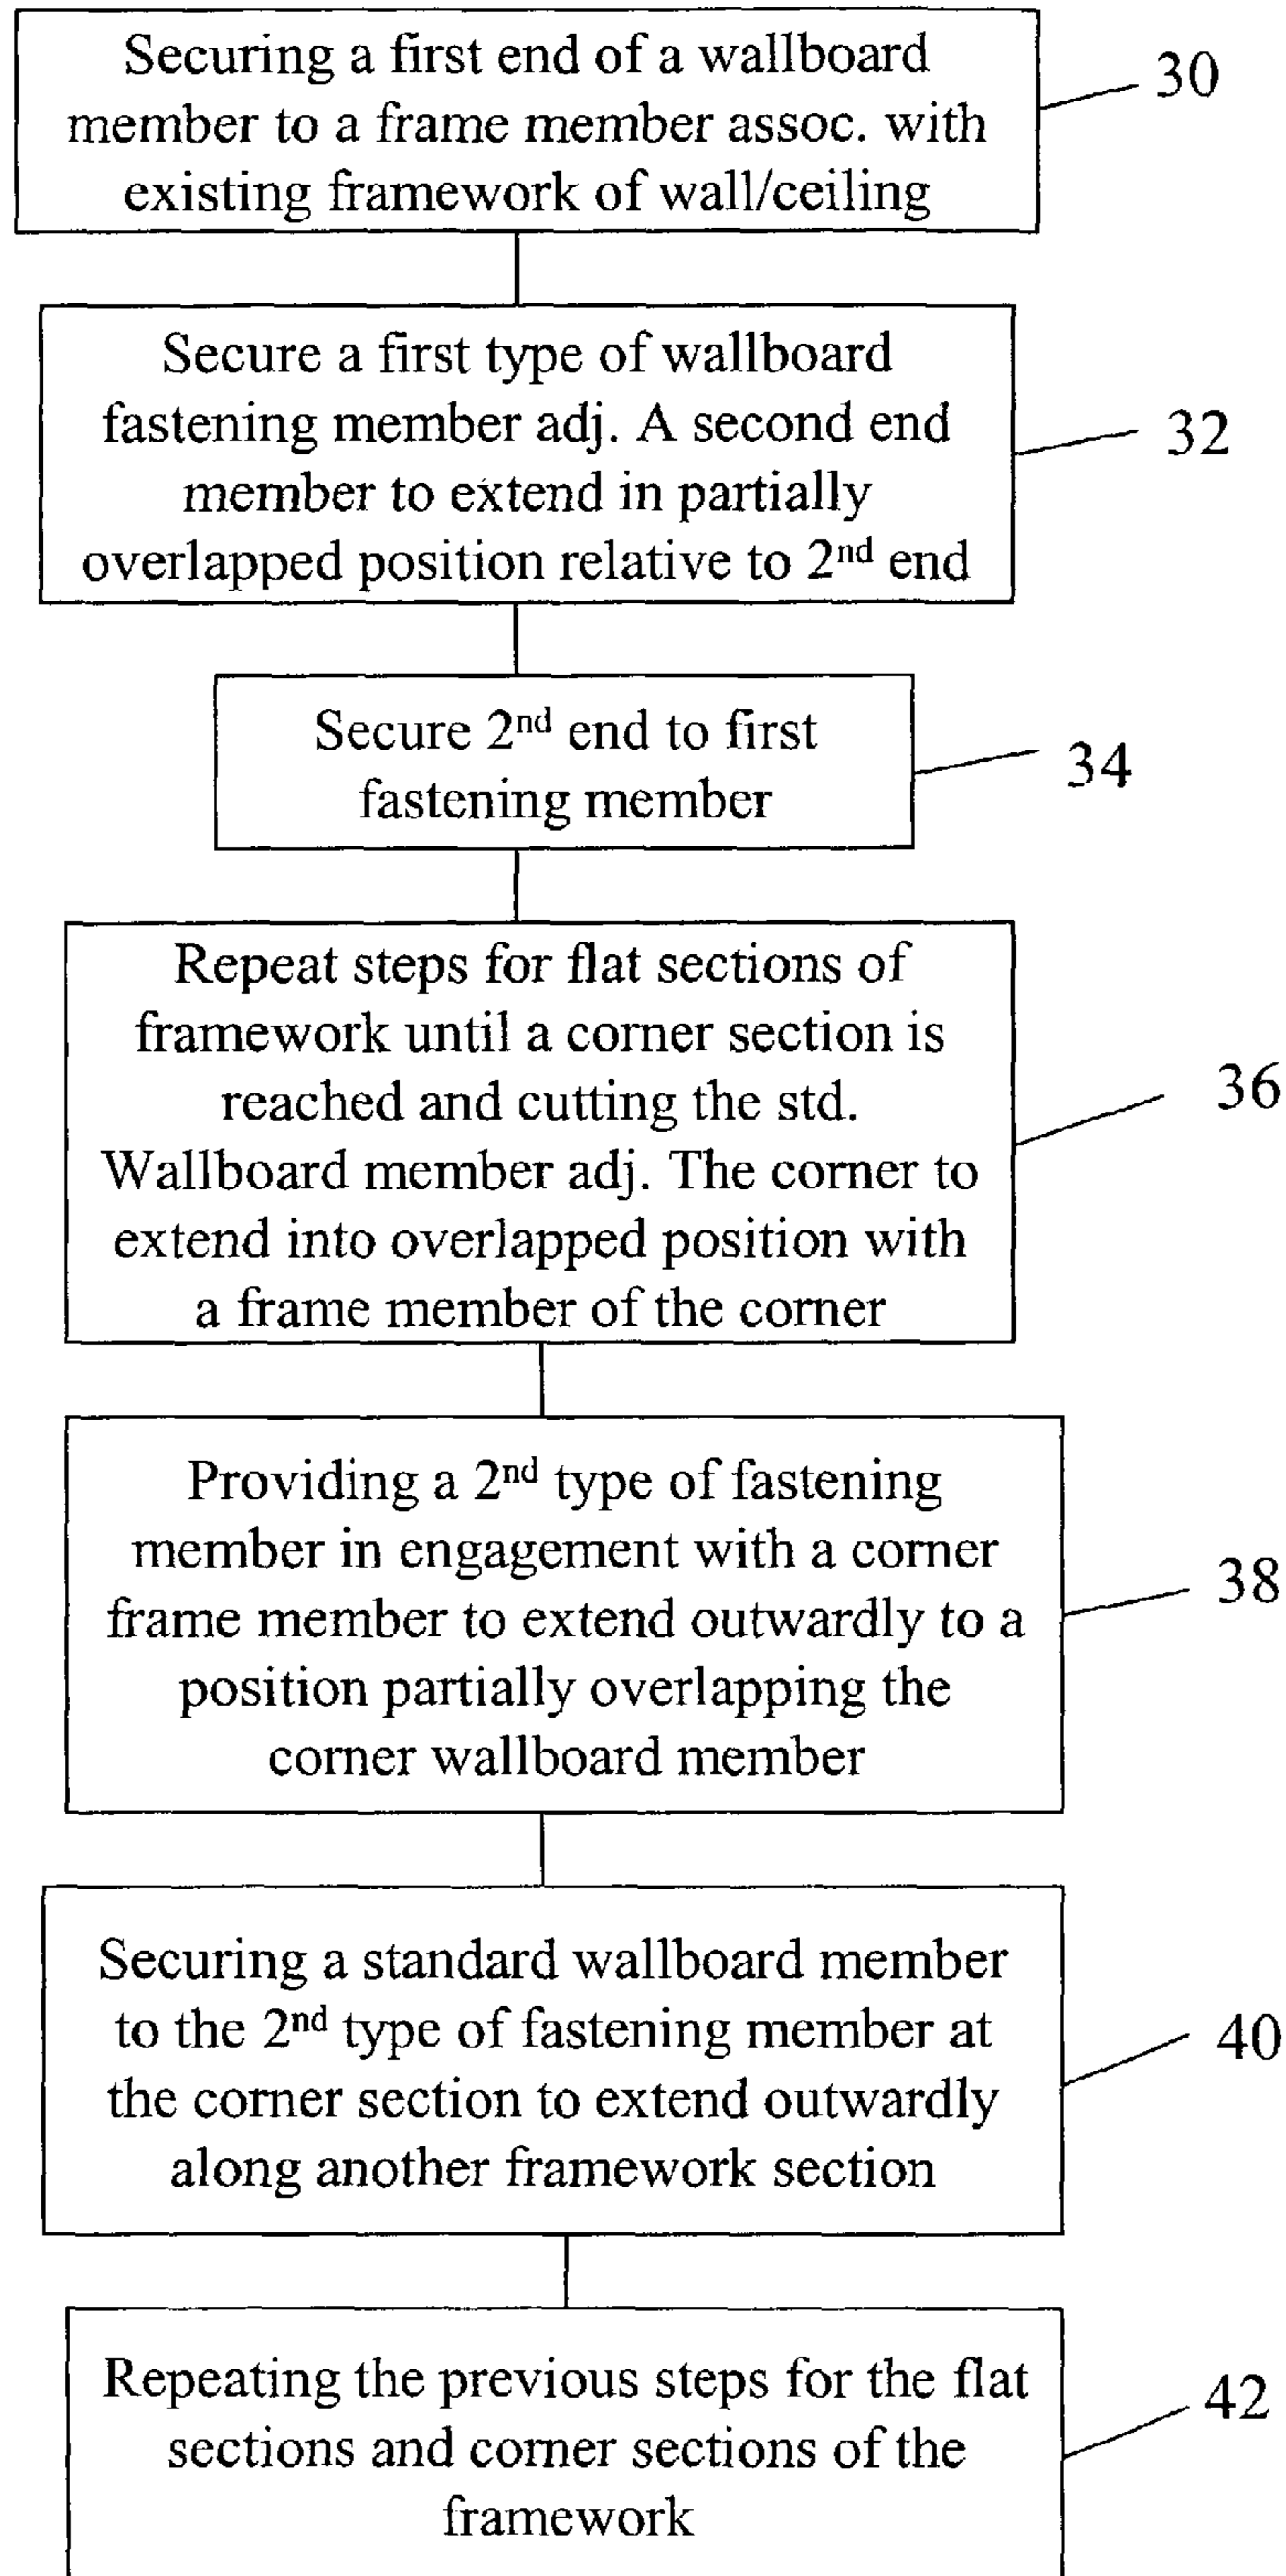 Securing a first end of a wallboard
member to a frame member assoc. with
existing framework of wall/ceiling
30
Secure a first type of wallboard
fastening member adj. A second end
member to extend in partially
overlapped position relative to 2nd end
32
Secure 2nd end to first
fastening member
34
Repeat steps for flat sections of
framework until a corner section is
reached and cutting the std.
Wallboard member adj. The corner to
extend into overlapped position with
a frame member of the corner
36
Providing a 2nd type of fastening
member in engagement with a corner
frame member to extend outwardly to a
position partially overlapping the
corner wallboard member
38
Securing a standard wallboard member
to the 2nd type of fastening member at
the corner section to extend outwardly
along another framework section
40
Repeating the previous steps for the flat
sections and corner sections of the
framework
42